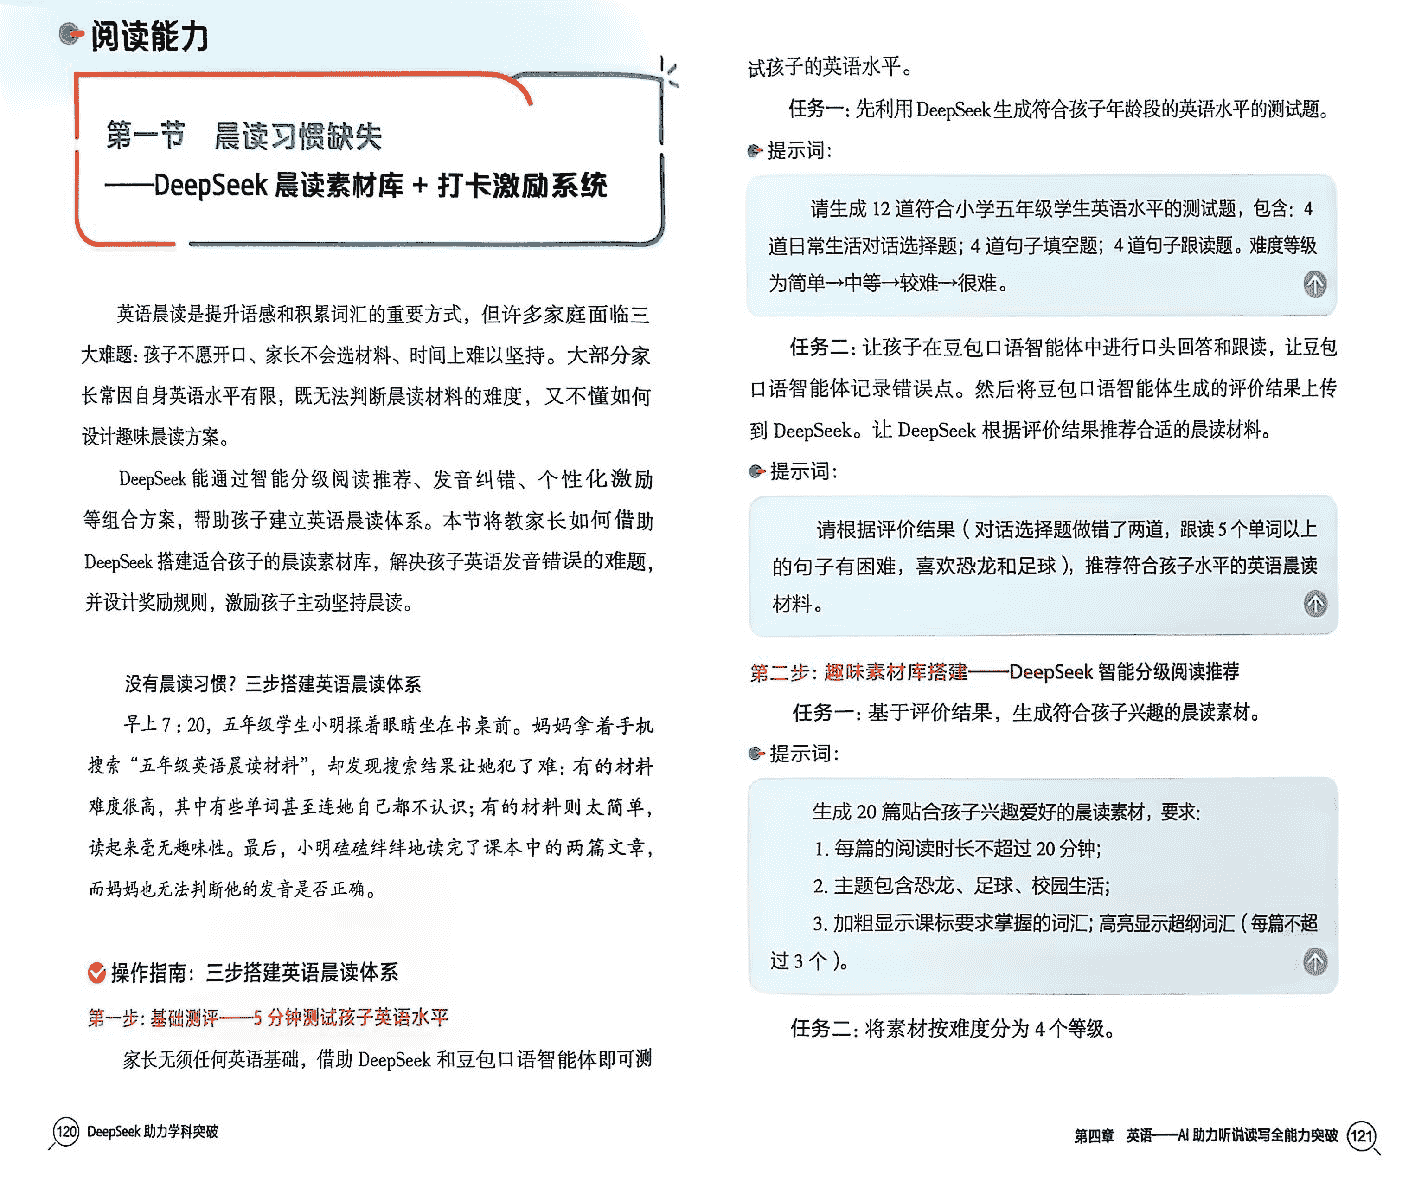 阅读能力
第一节 晨读习惯缺失
——DeepSeek 晨读素材库 + 打卡激励系统
英语晨读是提升语感和积累词汇的重要方式，但许多家庭面临三
大难题：孩子不愿开口、家长不会选材料、时间上难以坚持。大部分家
长常因自身英语水平有限，既无法判断晨读材料的难度，又不懂如何
设计趣味晨读方案。
DeepSeek 能通过智能分级阅读推荐、发音纠错、个性化激励
等组合方案，帮助孩子建立英语晨读体系。本节将教家长如何借助
DeepSeek 搭建适合孩子的晨读素材库，解决孩子英语发音错误的难题，
并设计奖励规则，激励孩子主动坚持晨读。
没有晨读习惯？三步搭建英语晨读体系
早上 7：20，五年级学生小明揉着眼睛坐在书桌前。妈妈拿着手机
搜索“五年级英语晨读材料”，却发现搜索结果让她犯了难：有的材料
难度很高，其中有些单词甚至连她自己都不认识；有的材料则太简单，
读起来毫无趣味性。最后，小明磕磕绊绊地读完了课本中的两篇文章，
而妈妈也无法判断他的发音是否正确。
操作指南：三步搭建英语晨读体系
第一步：基础测评——5 分钟测试孩子英语水平
家长无须任何英语基础，借助 DeepSeek 和豆包口语智能体即可测
120 DeepSeek 助力学科突破
试孩子的英语水平。
任务一：先利用 DeepSeek 生成符合孩子年龄段的英语水平的测试题。
提示词：
请生成 12 道符合小学五年级学生英语水平的测试题，包含：4
道日常生活对话选择题；4 道句子填空题；4 道句子跟读题。难度等级
为简单→中等→较难→很难。
任务二：让孩子在豆包口语智能体中进行口头回答和跟读，让豆包
口语智能体记录错误点。然后将豆包口语智能体生成的评价结果上传
到 DeepSeek。让 DeepSeek 根据评价结果推荐合适的晨读材料。
提示词：
请根据评价结果（对话选择题做错了两道，跟读 5 个单词以上
的句子有困难，喜欢恐龙和足球），推荐符合孩子水平的英语晨读
材料。
第二步：趣味素材库搭建——DeepSeek 智能分级阅读推荐
任务一：基于评价结果，生成符合孩子兴趣的晨读素材。
提示词：
生成 20 篇贴合孩子兴趣爱好的晨读素材，要求：
1. 每篇的阅读时长不超过 20 分钟；
2. 主题包含恐龙、足球、校园生活；
3. 加粗显示课标要求掌握的词汇；高亮显示超纲词汇（每篇不超
过 3 个）。
任务二：将素材按难度分为 4 个等级。
第四章 英语——AI 助力听说读写全能力突破 121